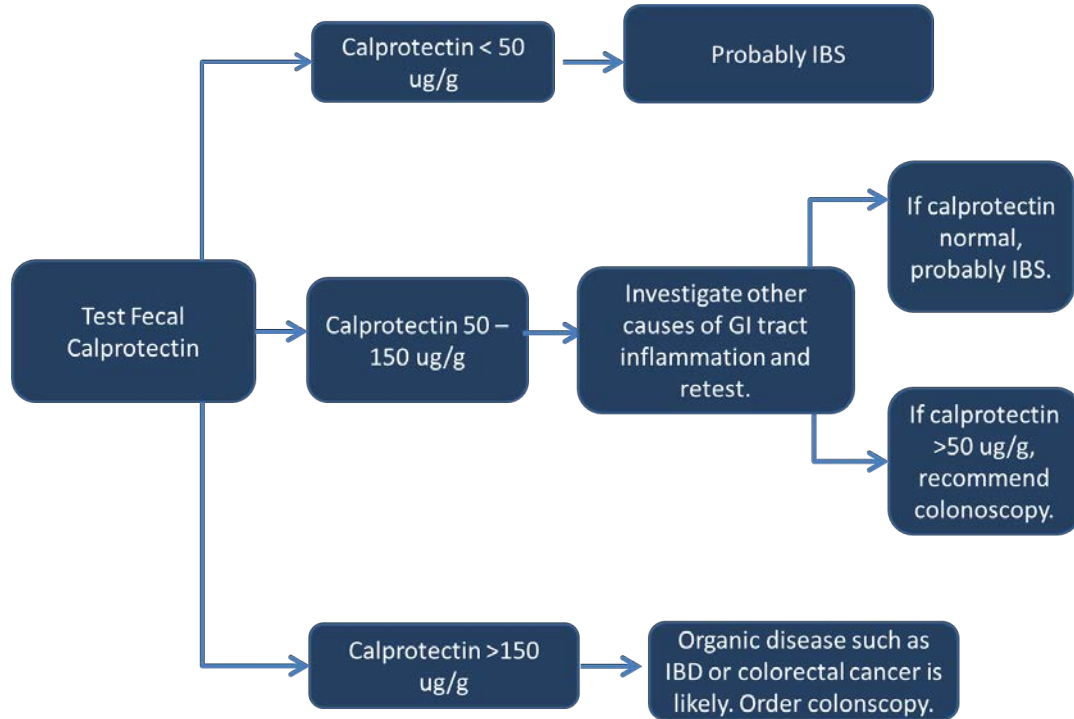 Calprotectin < 50
ug/g
Probably IBS
Test Fecal
Calprotectin
Calprotectin 50 –
150 ug/g
Investigate other
causes of GI tract
inflammation and
retest.
If calprotectin
normal,
probably IBS.
If calprotectin
>50 ug/g,
recommend
colonoscopy.
Calprotectin >150
ug/g
Organic disease such as
IBD or colorectal cancer is
likely. Order colonscopy.